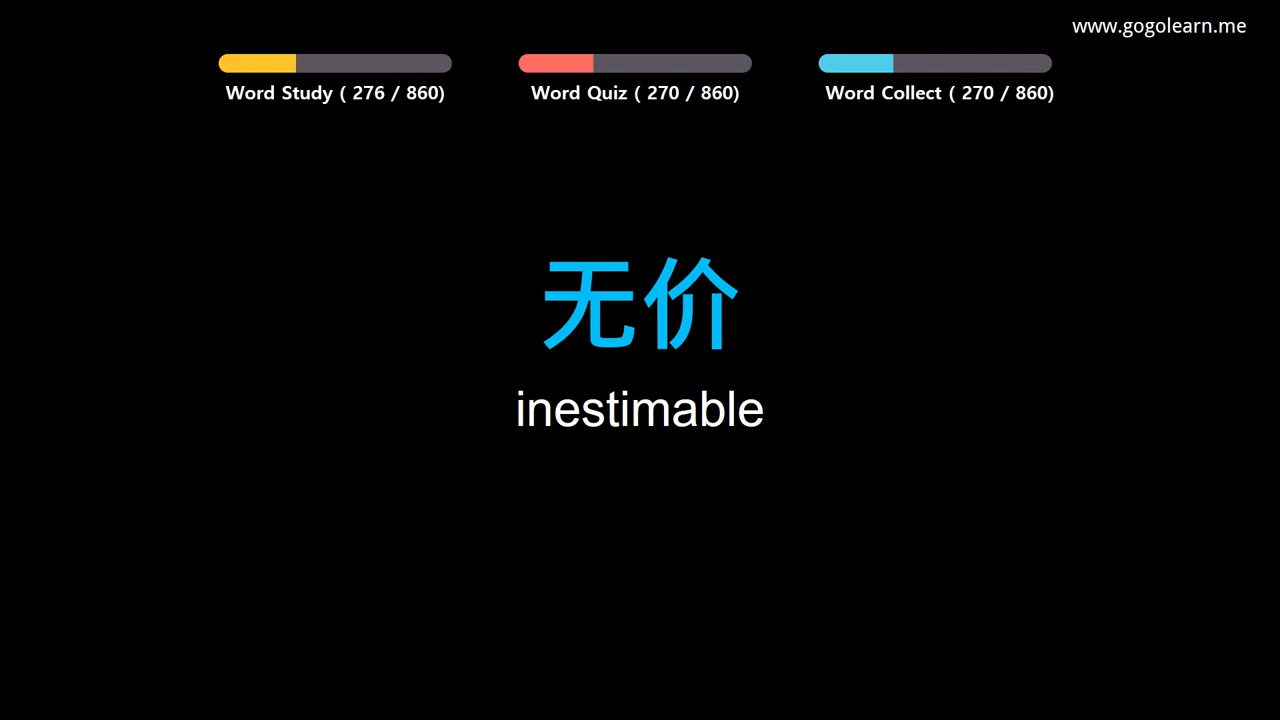 www.gogolearn.me
Word Study ( 276 / 860)
Word Quiz ( 270 / 860)
Word Collect ( 270 / 860)
无价
inestimable